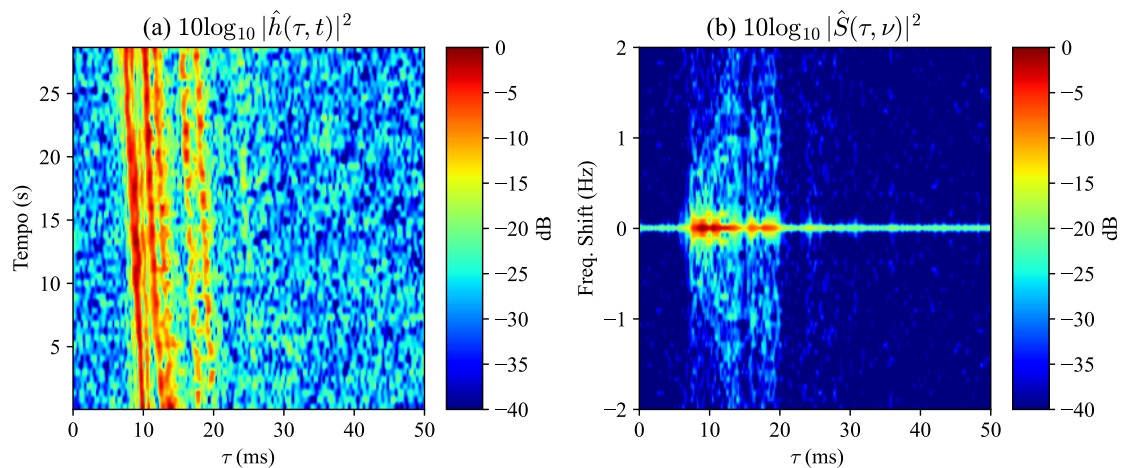 (a) 10log₁₀ |ĥ(τ, t)|²
(b) 10log₁₀ |Ŝ(τ, ν)|²
Tempo (s)
25
20
15
10
5
0 10 20 30 40 50
τ (ms)
0
−5
−10
−15
−20
−25
−30
−35
−40
dB
Freq. Shift (Hz)
2
1
0
−1
−2
0 10 20 30 40 50
τ (ms)
0
−5
−10
−15
−20
−25
−30
−35
−40
dB